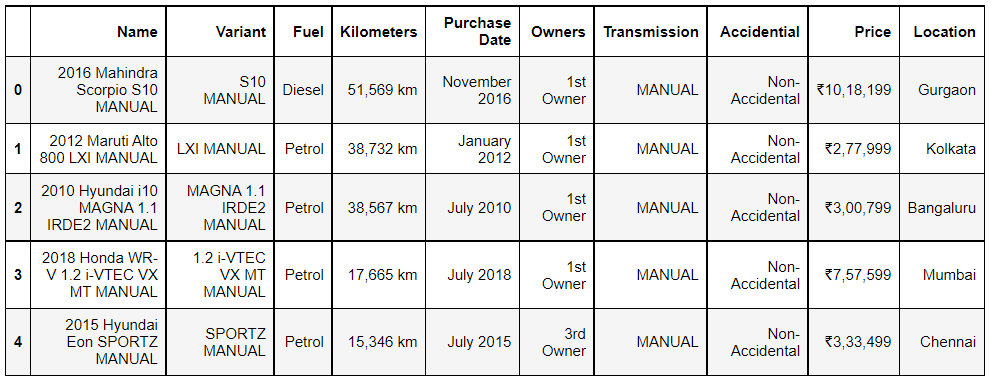 Name Variant Fuel Kilometers Purchase Date Owners Transmission Accidential Price Location
0 2016 Mahindra Scorpio S10 MANUAL S10 MANUAL Diesel 51,569 km November 2016 1st Owner MANUAL Non-Accidental ₹10,18,199 Gurgaon
1 2012 Maruti Alto 800 LXI MANUAL LXI MANUAL Petrol 38,732 km January 2012 1st Owner MANUAL Non-Accidental ₹2,77,999 Kolkata
2 2010 Hyundai i10 MAGNA 1.1 IRDE2 MANUAL MAGNA 1.1 IRDE2 MANUAL Petrol 38,567 km July 2010 1st Owner MANUAL Non-Accidental ₹3,00,799 Bangaluru
3 2018 Honda WR-V 1.2 i-VTEC VX MT MANUAL 1.2 i-VTEC VX MT MANUAL Petrol 17,665 km July 2018 1st Owner MANUAL Non-Accidental ₹7,57,599 Mumbai
4 2015 Hyundai Eon SPORTZ MANUAL SPORTZ MANUAL Petrol 15,346 km July 2015 3rd Owner MANUAL Non-Accidental ₹3,33,499 Chennai